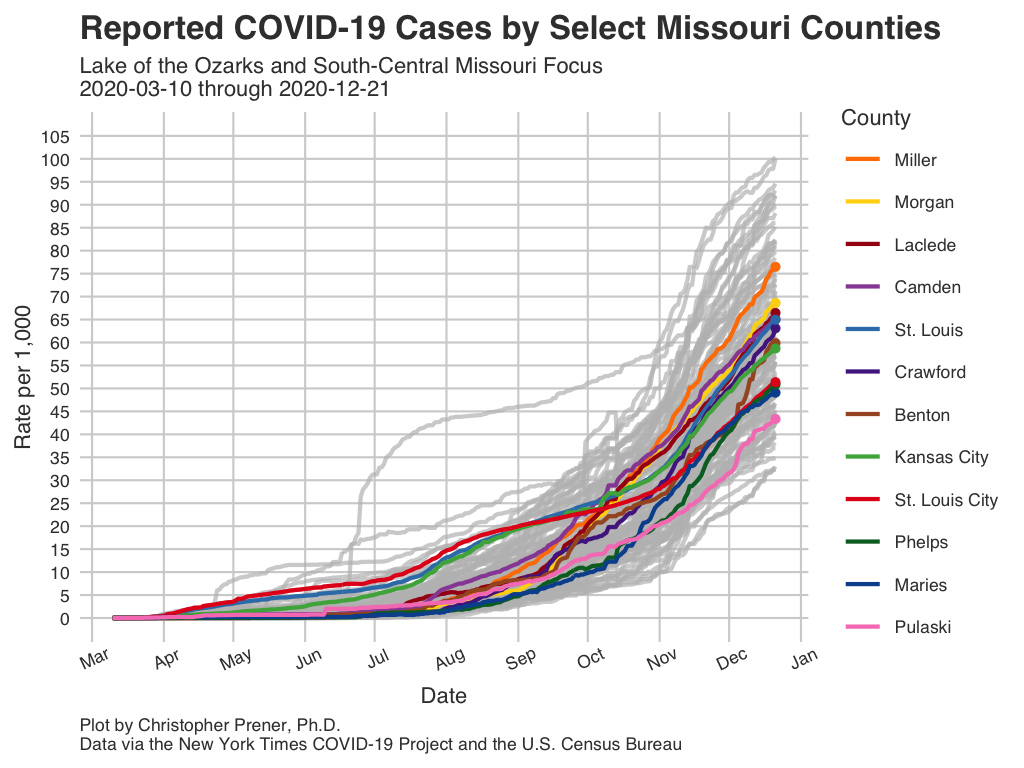 Reported COVID-19 Cases by Select Missouri Counties
Lake of the Ozarks and South-Central Missouri Focus
2020-03-10 through 2020-12-21
Rate per 1,000
105
100
95
90
85
80
75
70
65
60
55
50
45
40
35
30
25
20
15
10
5
0
Mar Apr May Jun Jul Aug Sep Oct Nov Dec Jan
Date
County
Miller
Morgan
Laclede
Camden
St. Louis
Crawford
Benton
Kansas City
St. Louis City
Phelps
Maries
Pulaski
Plot by Christopher Prener, Ph.D.
Data via the New York Times COVID-19 Project and the U.S. Census Bureau